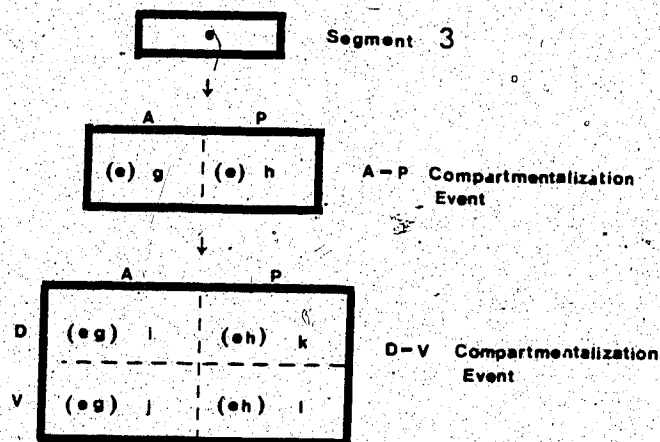 e Segment 3
A P
(e) g (e) h A-P Compartmentalization
Event
A P
D (eg) i (eh) k D-V Compartmentalization
Event
V (eg) j (eh) l